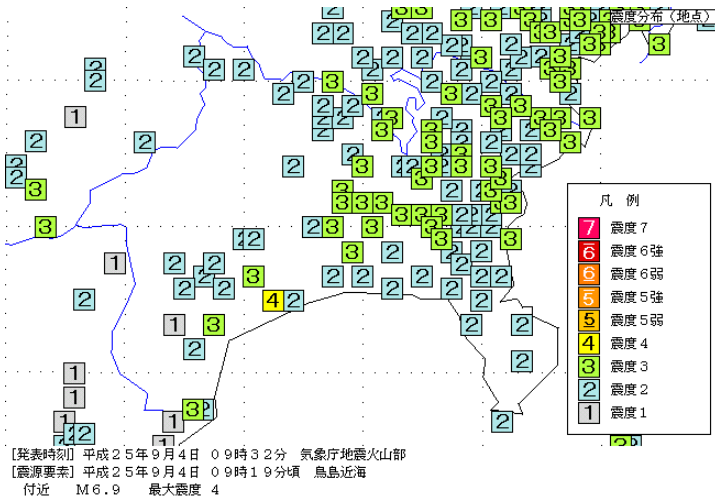 震度分布（地点）
凡 例
7 震度７
6 震度６強
6 震度６弱
5 震度５強
5 震度５弱
4 震度４
3 震度３
2 震度２
1 震度１
[発表時刻] 平成２５年９月４日 ０９時３２分 気象庁地震火山部
[震源要素] 平成２５年９月４日 ０９時１９分頃 鳥島近海
付近 Ｍ６.９ 最大震度 ４